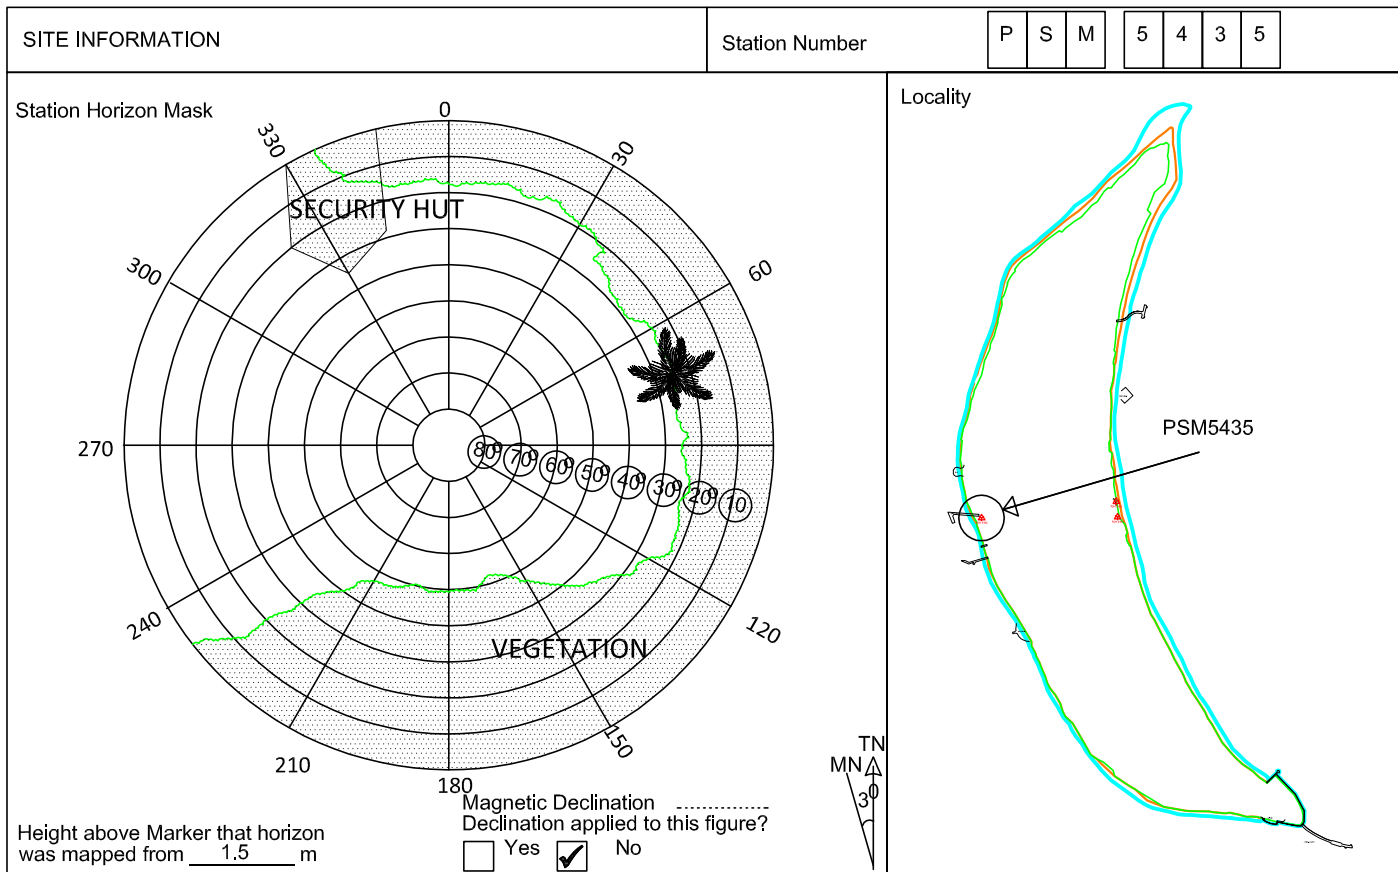 SITE INFORMATION
Station Number
P S M 5 4 3 5
Station Horizon Mask
Locality
0
30
60
120
150
180
210
240
270
300
330
SECURITY HUT
80° 70° 60° 50° 40° 30° 20° 10
VEGETATION
PSM5435
TN
MN
3°
Magnetic Declination
Declination applied to this figure?
Yes ✓ No
Height above Marker that horizon
was mapped from 1.5 m